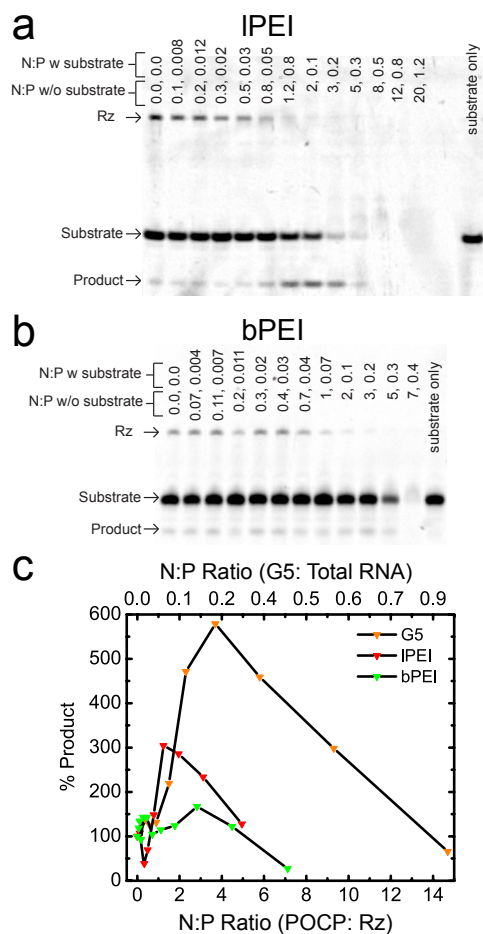 a
lPEI
N:P w substrate
N:P w/o substrate
0.0, 0.0
0.1, 0.008
0.2, 0.012
0.3, 0.02
0.5, 0.03
0.8, 0.05
1.2, 0.8
2, 0.1
3, 0.2
5, 0.3
8, 0.5
12, 0.8
20, 1.2
substrate only
Rz
Substrate
Product
b
bPEI
N:P w substrate
N:P w/o substrate
0.0, 0.0
0.07, 0.004
0.11, 0.007
0.2, 0.011
0.3, 0.02
0.4, 0.03
0.7, 0.04
1, 0.07
2, 0.1
3, 0.2
5, 0.3
7, 0.4
substrate only
Rz
Substrate
Product
c
N:P Ratio (G5: Total RNA)
0.0 0.1 0.2 0.3 0.4 0.5 0.6 0.7 0.8 0.9
600
500
400
300
200
100
0
% Product
G5
lPEI
bPEI
0 2 4 6 8 10 12 14
N:P Ratio (POCP: Rz)